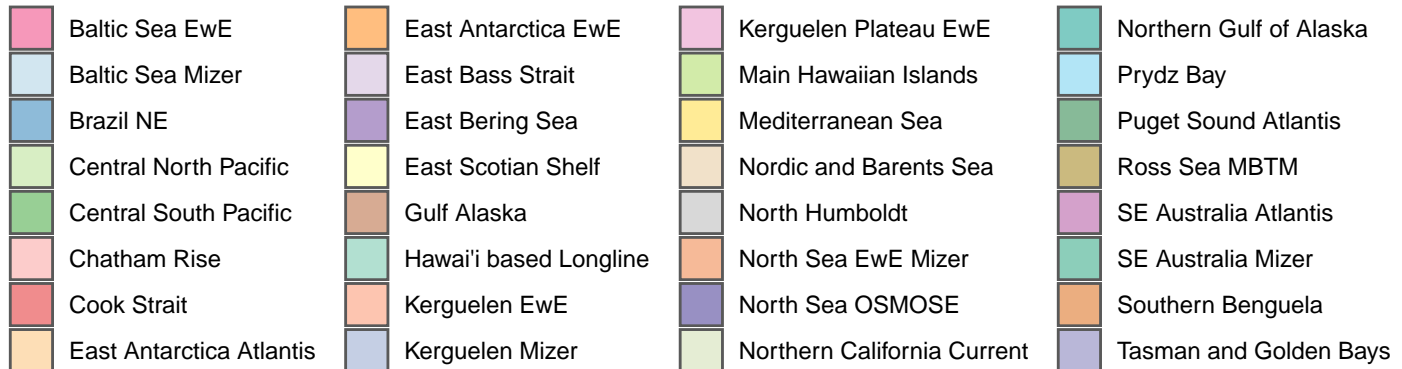 Baltic Sea EwE
Baltic Sea Mizer
Brazil NE
Central North Pacific
Central South Pacific
Chatham Rise
Cook Strait
East Antarctica Atlantis
East Antarctica EwE
East Bass Strait
East Bering Sea
East Scotian Shelf
Gulf Alaska
Hawai'i based Longline
Kerguelen EwE
Kerguelen Mizer
Kerguelen Plateau EwE
Main Hawaiian Islands
Mediterranean Sea
Nordic and Barents Sea
North Humboldt
North Sea EwE Mizer
North Sea OSMOSE
Northern California Current
Northern Gulf of Alaska
Prydz Bay
Puget Sound Atlantis
Ross Sea MBTM
SE Australia Atlantis
SE Australia Mizer
Southern Benguela
Tasman and Golden Bays